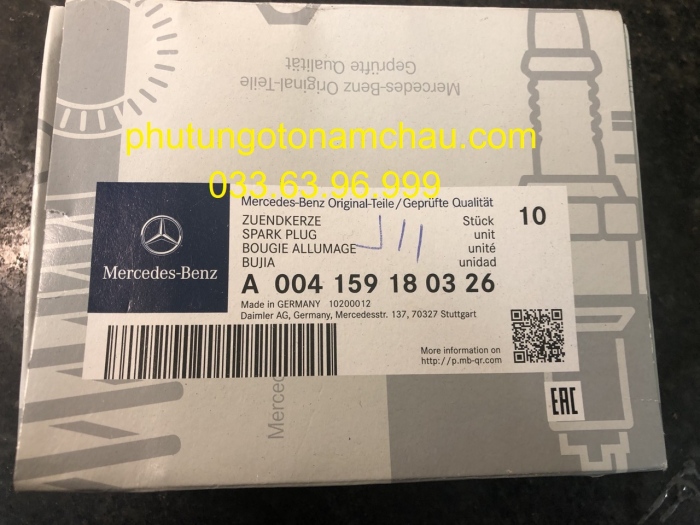 Mercedes-Benz Original-Teile
Geprüfte Qualität
phutungotonamchau.com
033.63.96.999
Mercedes-Benz Original-Teile/Geprüfte Qualität
ZUENDKERZE Stück 10
SPARK PLUG unit
BOUGIE ALLUMAGE unité
BUJIA unidad
Mercedes-Benz
A 004 159 18 03 26
Made in GERMANY 10200012
Daimler AG, Germany, Mercedesstr. 137, 70327 Stuttgart
More information on
http://p.mb-qr.com
EAC
Merced